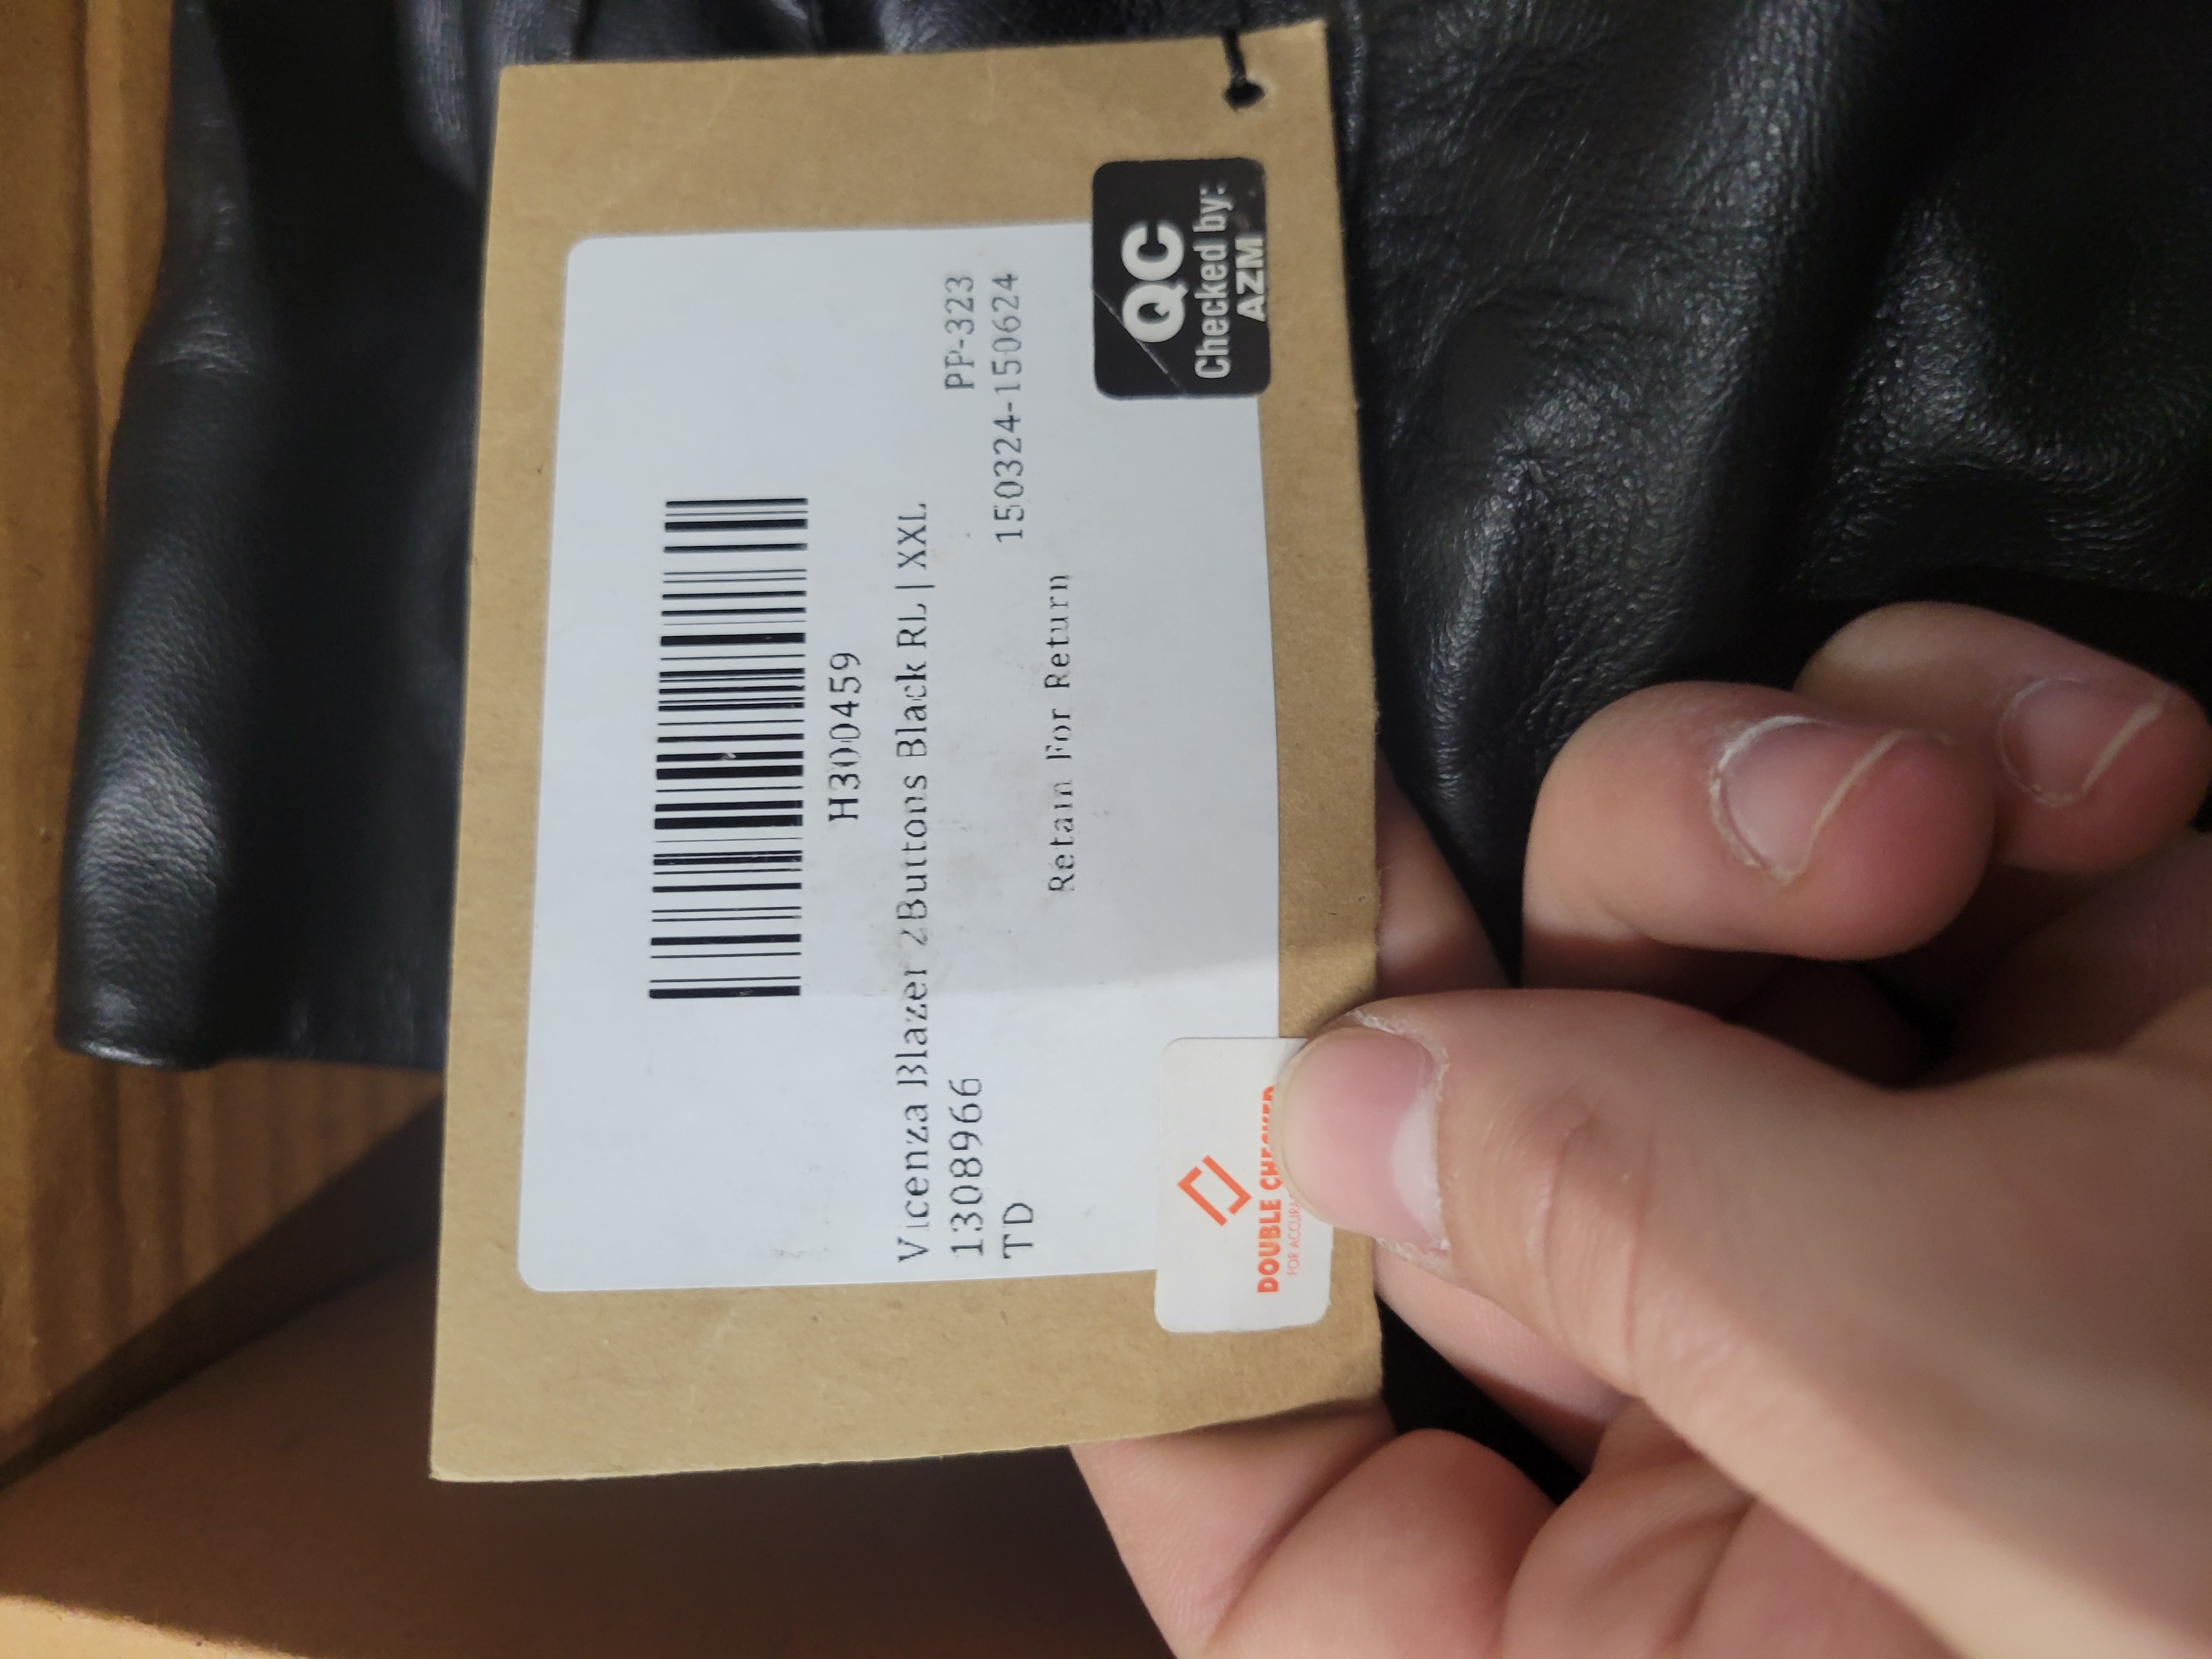 H300459
Vicenza Blazer 2Buttons Black RL | XXL
1308966 PP-323
TD 150324-150624
Retain For Return
QC
Checked by:
AZM
DOUBLE CHECKED
FOR